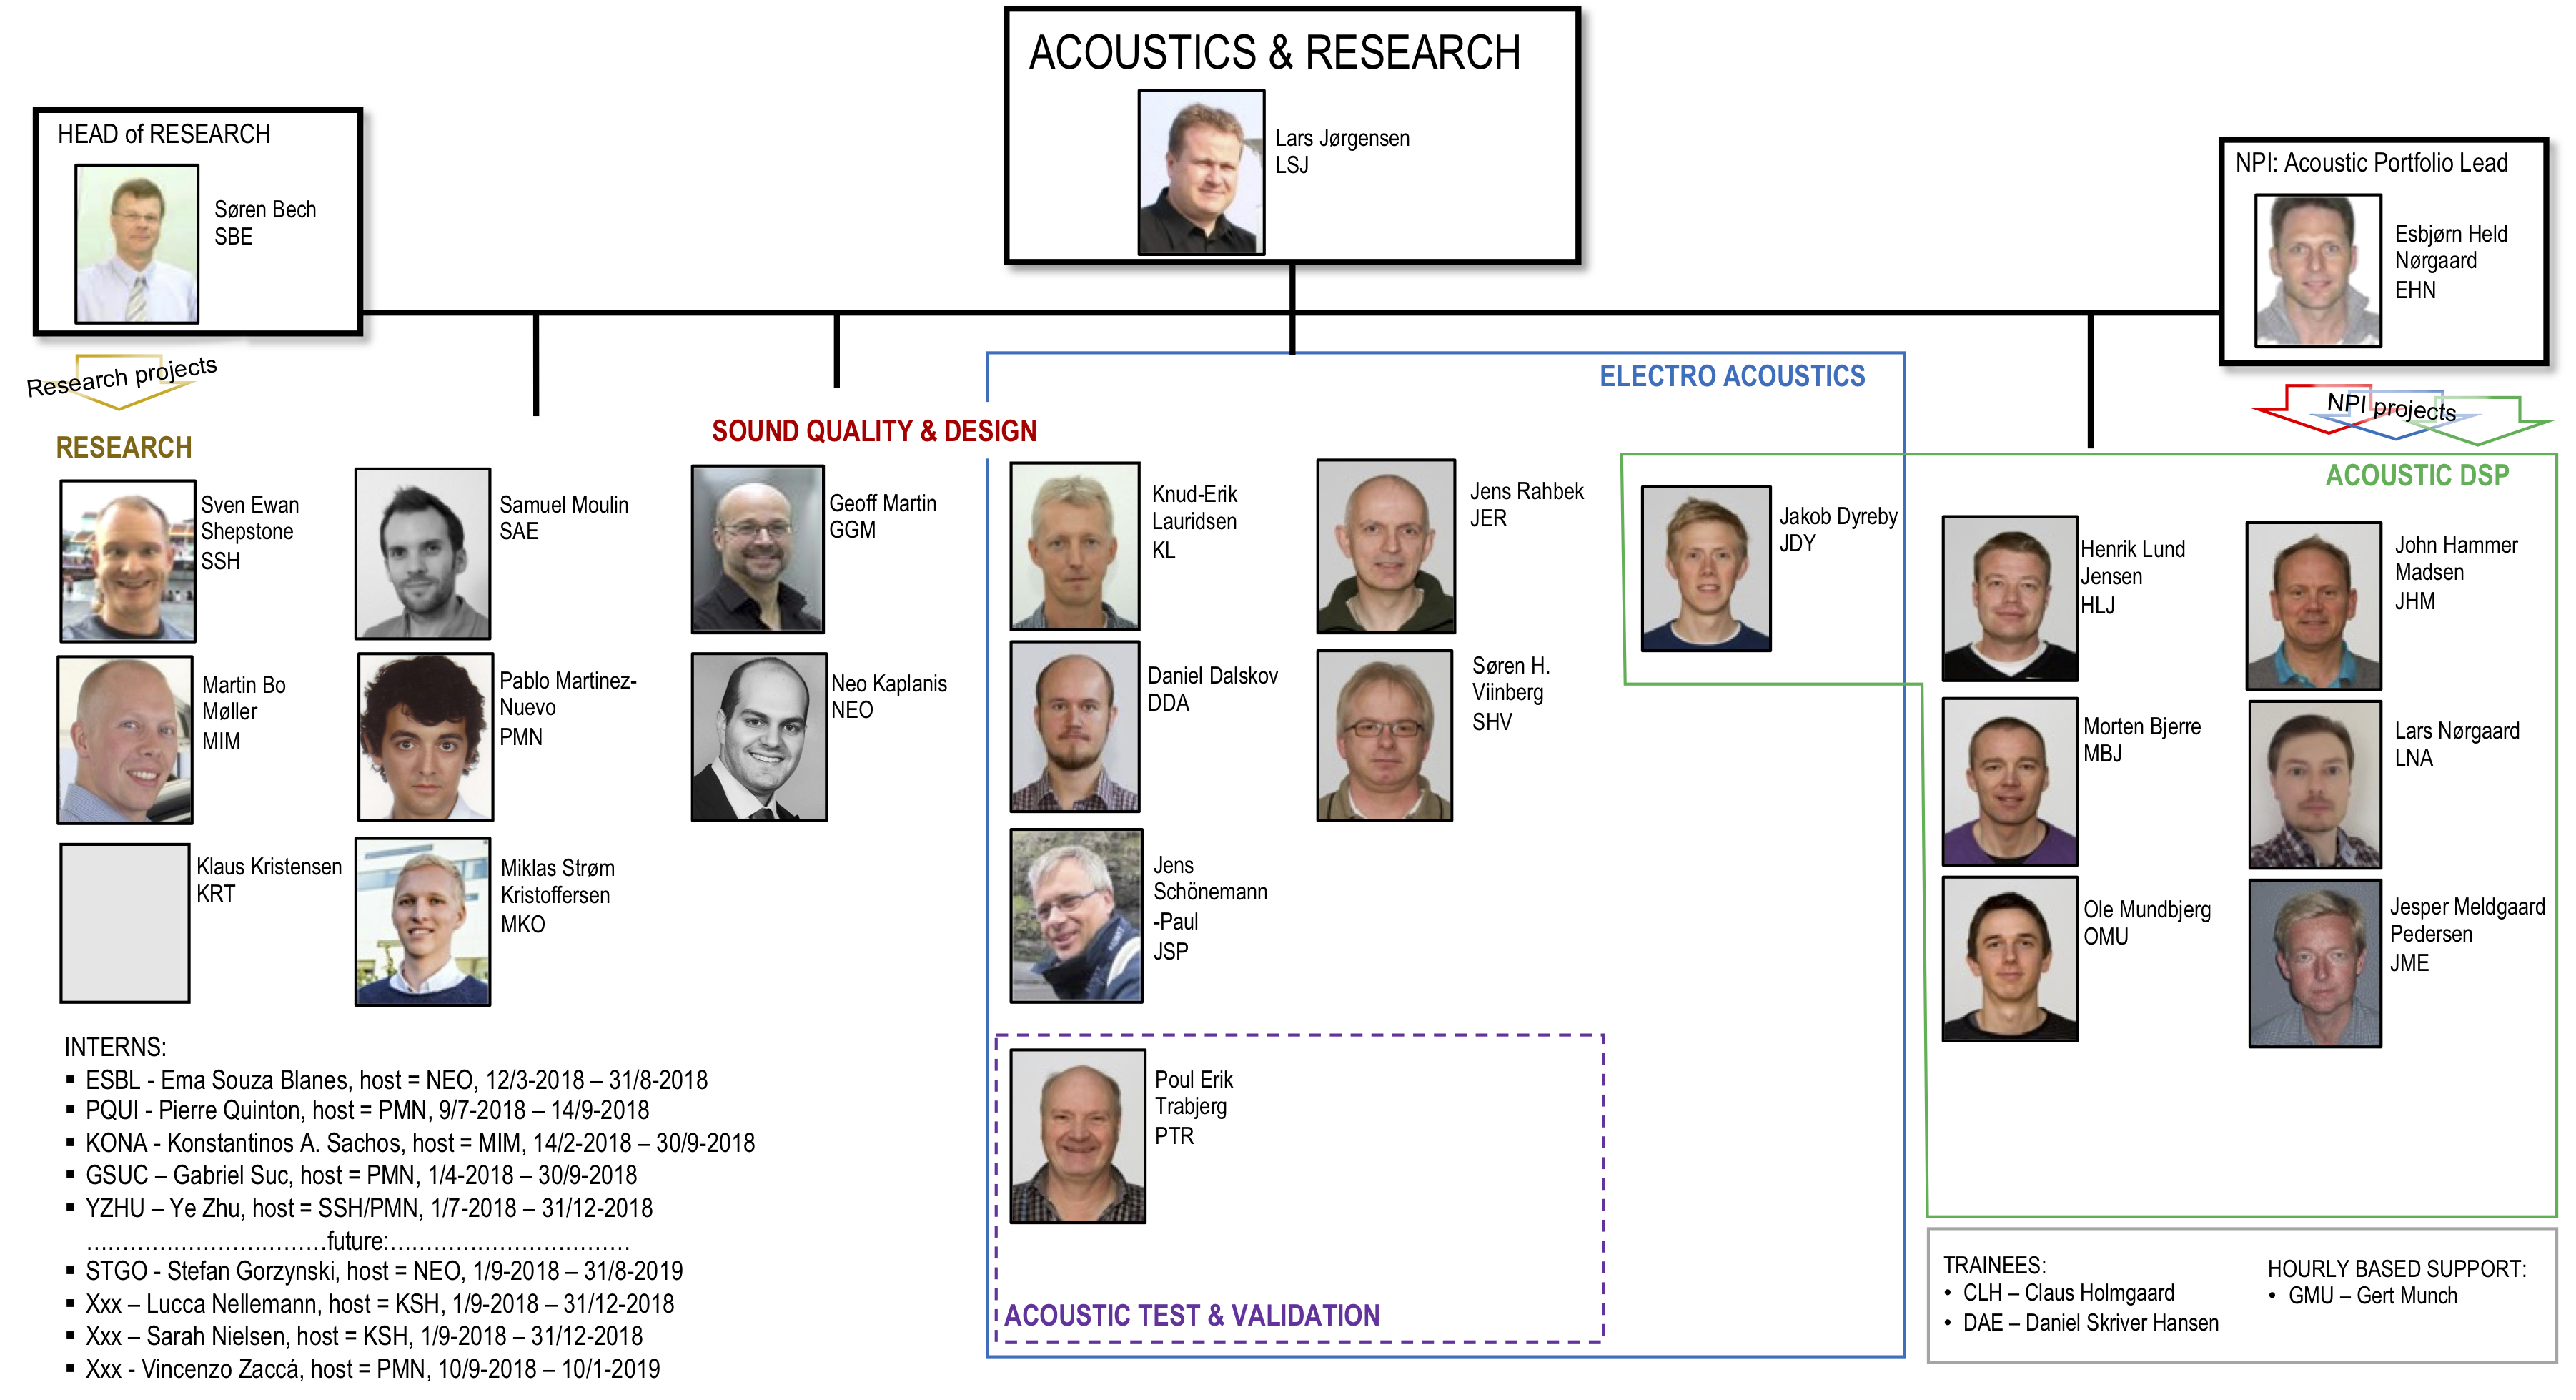 ACOUSTICS & RESEARCH
Lars Jørgensen
LSJ
HEAD of RESEARCH
Søren Bech
SBE
NPI: Acoustic Portfolio Lead
Esbjørn Held
Nørgaard
EHN
Research projects
NPI projects
RESEARCH
Sven Ewan
Shepstone
SSH
Samuel Moulin
SAE
Martin Bo
Møller
MIM
Pablo Martinez-
Nuevo
PMN
Klaus Kristensen
KRT
Miklas Strøm
Kristoffersen
MKO
SOUND QUALITY & DESIGN
Geoff Martin
GGM
Neo Kaplanis
NEO
ELECTRO ACOUSTICS
Knud-Erik
Lauridsen
KL
Jens Rahbek
JER
Daniel Dalskov
DDA
Søren H.
Viinberg
SHV
Jens
Schönemann
-Paul
JSP
Jakob Dyreby
JDY
Poul Erik
Trabjerg
PTR
ACOUSTIC TEST & VALIDATION
ACOUSTIC DSP
Henrik Lund
Jensen
HLJ
John Hammer
Madsen
JHM
Morten Bjerre
MBJ
Lars Nørgaard
LNA
Ole Mundbjerg
OMU
Jesper Meldgaard
Pedersen
JME
INTERNS:
▪ ESBL - Ema Souza Blanes, host = NEO, 12/3-2018 – 31/8-2018
▪ PQUI - Pierre Quinton, host = PMN, 9/7-2018 – 14/9-2018
▪ KONA - Konstantinos A. Sachos, host = MIM, 14/2-2018 – 30/9-2018
▪ GSUC – Gabriel Suc, host = PMN, 1/4-2018 – 30/9-2018
▪ YZHU – Ye Zhu, host = SSH/PMN, 1/7-2018 – 31/12-2018
……………………………future:……………………………
▪ STGO - Stefan Gorzynski, host = NEO, 1/9-2018 – 31/8-2019
▪ Xxx – Lucca Nellemann, host = KSH, 1/9-2018 – 31/12-2018
▪ Xxx – Sarah Nielsen, host = KSH, 1/9-2018 – 31/12-2018
▪ Xxx - Vincenzo Zaccá, host = PMN, 10/9-2018 – 10/1-2019
TRAINEES:
• CLH – Claus Holmgaard
• DAE – Daniel Skriver Hansen
HOURLY BASED SUPPORT:
• GMU – Gert Munch